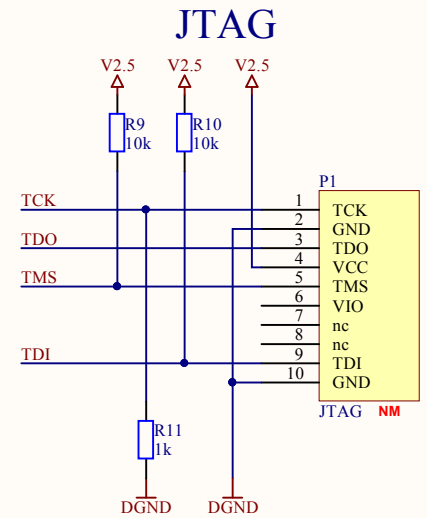 JTAG
V2.5 V2.5 V2.5
R9 R10
10k 10k
P1
TCK 1 TCK
2 GND
TDO 3 TDO
4 VCC
TMS 5 TMS
6 VIO
7 nc
8 nc
TDI 9 TDI
10 GND
JTAG NM
R11
1k
DGND DGND